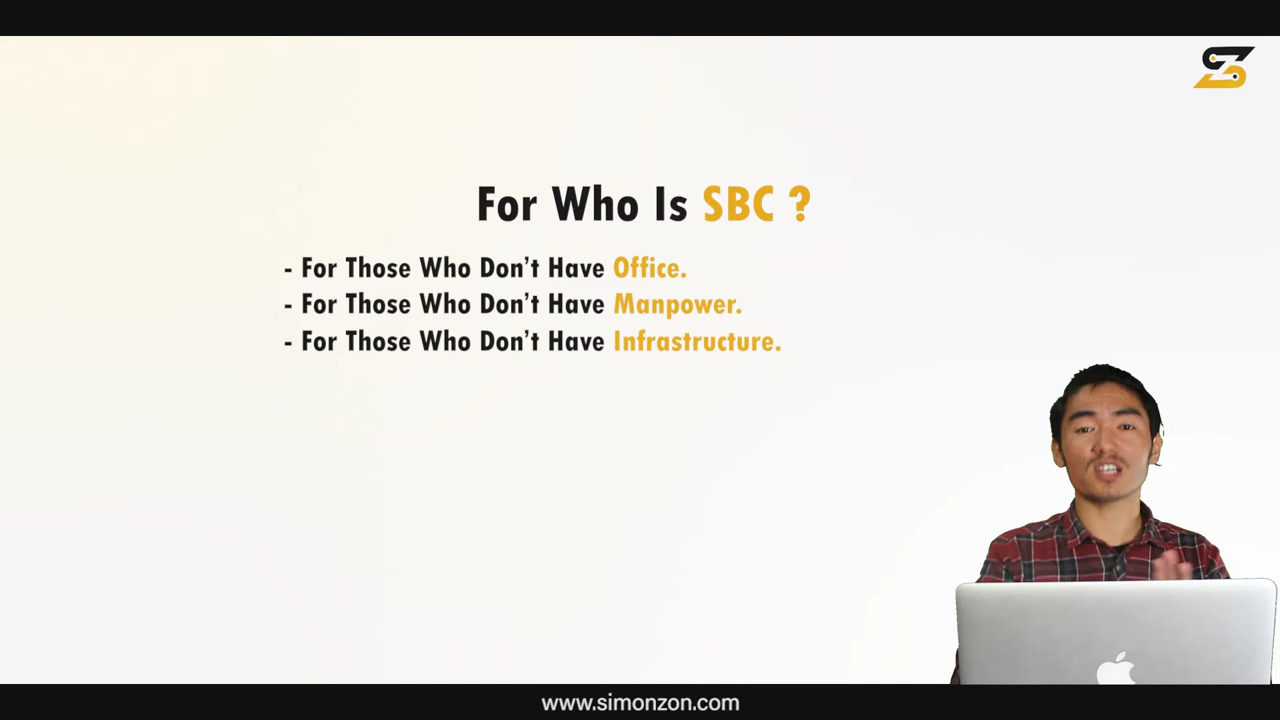 For Who Is SBC ?
- For Those Who Don't Have Office.
- For Those Who Don't Have Manpower.
- For Those Who Don't Have Infrastructure.
www.simonzon.com